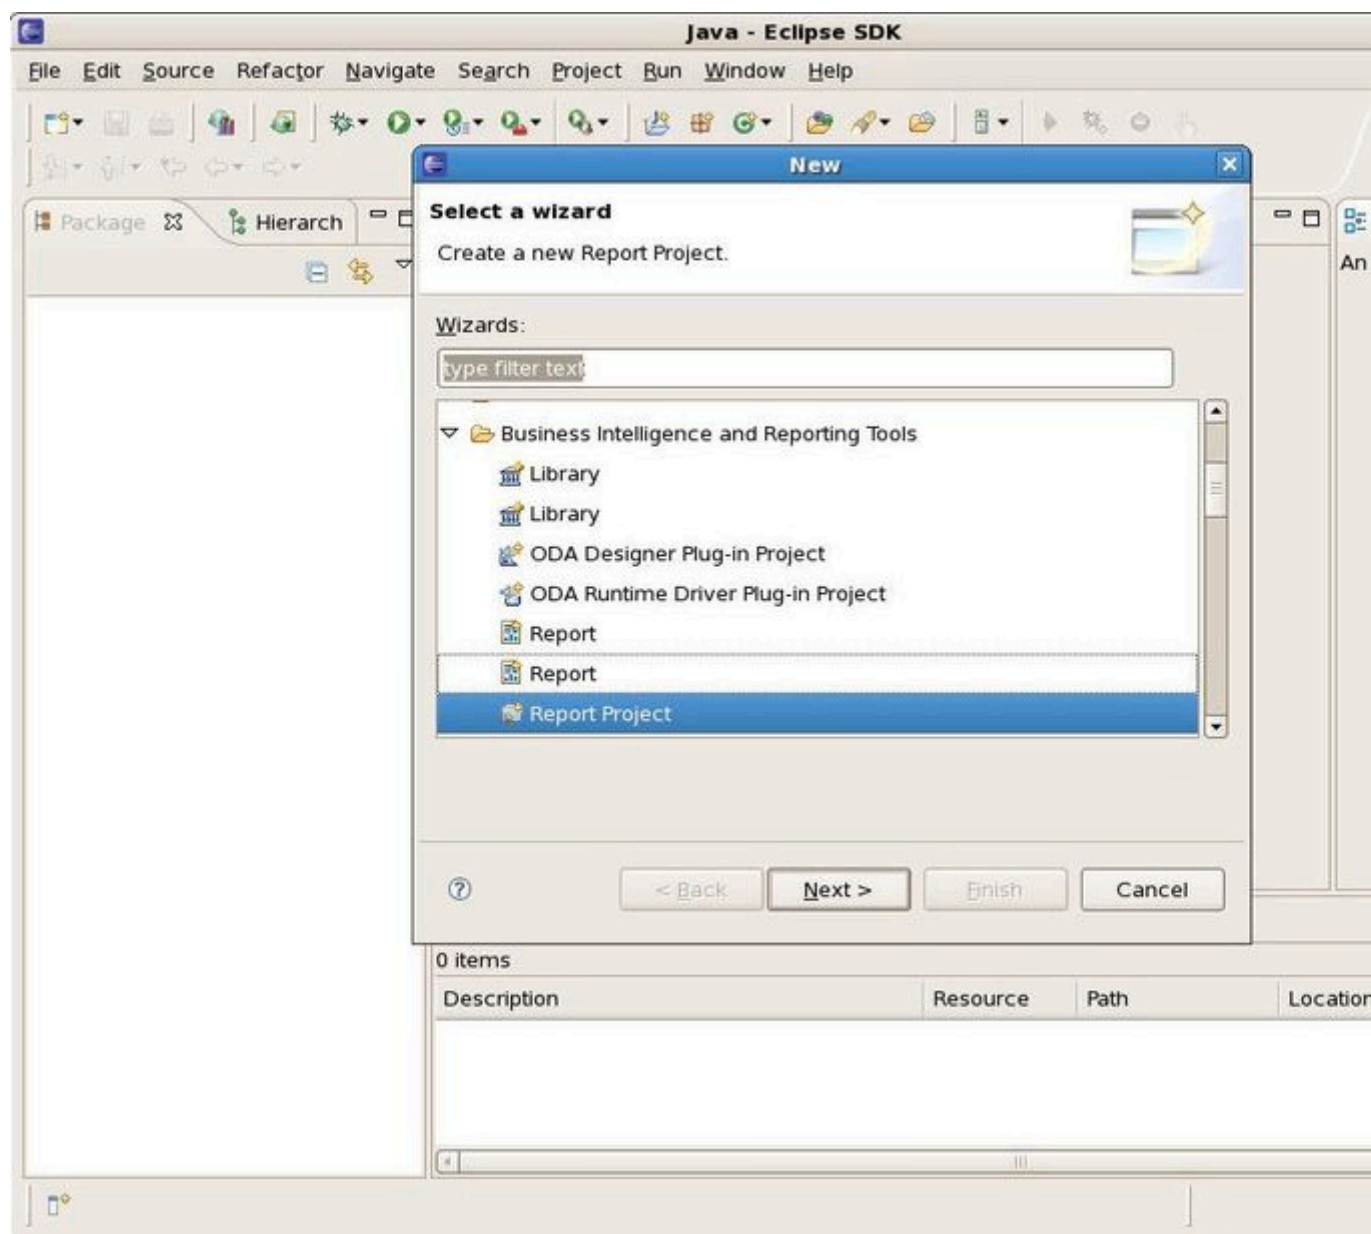 Java - Eclipse SDK
File Edit Source Refactor Navigate Search Project Run Window Help
New
Package Hierarch
Select a wizard
Create a new Report Project.
An
Wizards:
type filter text
Business Intelligence and Reporting Tools
Library
Library
ODA Designer Plug-in Project
ODA Runtime Driver Plug-in Project
Report
Report
Report Project
< Back Next > Finish Cancel
0 items
Description Resource Path Location